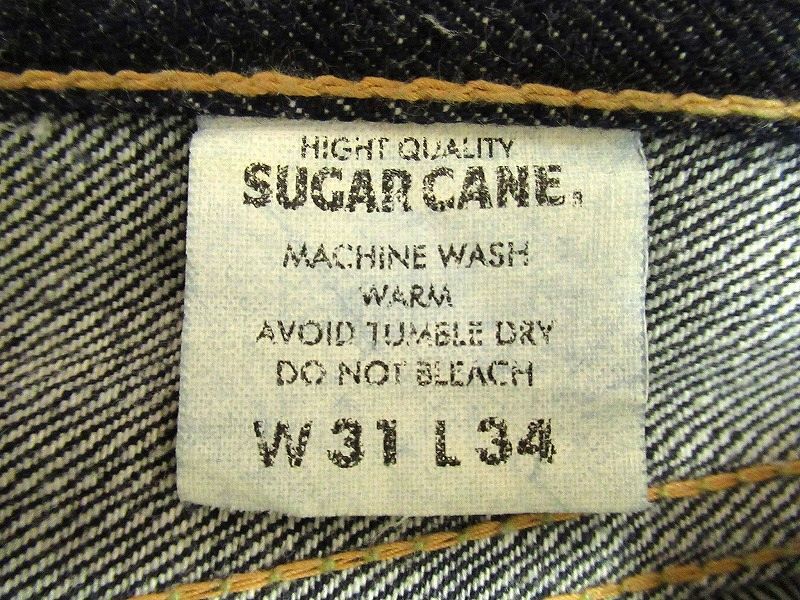 HIGHT QUALITY
SUGAR CANE.®
MACHINE WASH
WARM
AVOID TUMBLE DRY
DO NOT BLEACH
W 31 L 34